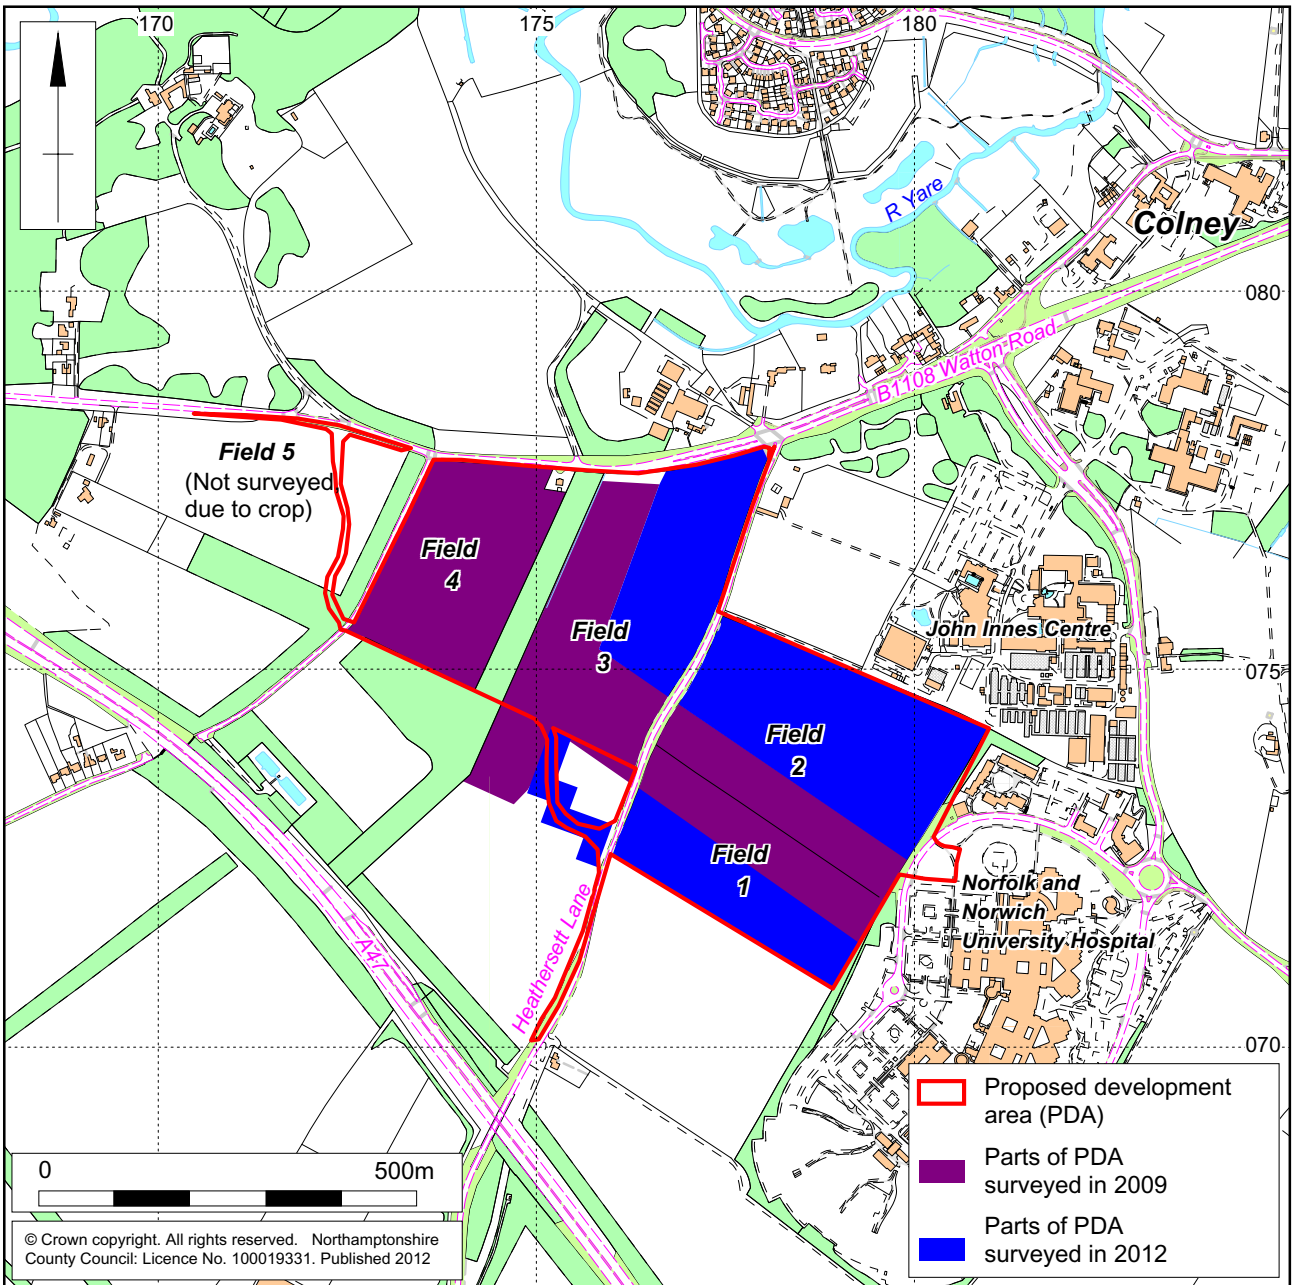 170
175
180
R Yare
Colney
080
B1108 Watton Road
Field 5
(Not surveyed
due to crop)
Field
4
Field
3
John Innes Centre
075
Field
2
Field
1
Norfolk and
Norwich
University Hospital
A47
Heathersett Lane
070
Proposed development
area (PDA)
Parts of PDA
surveyed in 2009
Parts of PDA
surveyed in 2012
0 500m
© Crown copyright. All rights reserved. Northamptonshire
County Council: Licence No. 100019331. Published 2012